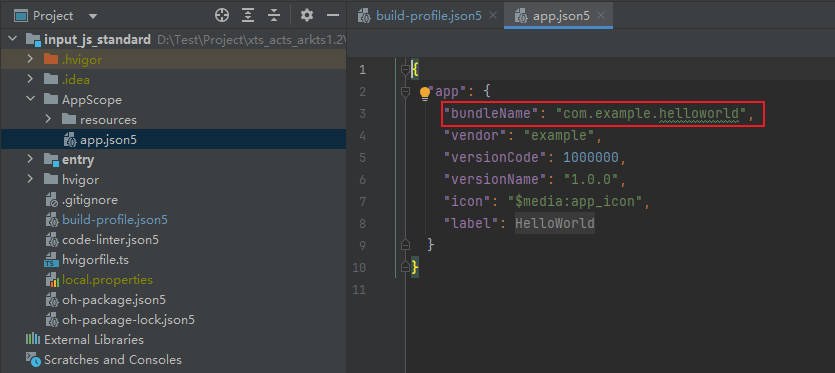 Project
build-profile.json5
app.json5
input_js_standard D:\Test\Project\xts_acts_arkts1.2\
.hvigor
.idea
AppScope
resources
app.json5
entry
hvigor
.gitignore
build-profile.json5
code-linter.json5
hvigorfile.ts
local.properties
oh-package.json5
oh-package-lock.json5
External Libraries
Scratches and Consoles
1 {
2 "app": {
3 "bundleName": "com.example.helloworld",
4 "vendor": "example",
5 "versionCode": 1000000,
6 "versionName": "1.0.0",
7 "icon": "$media:app_icon",
8 "label": HelloWorld
9 }
10 }
11